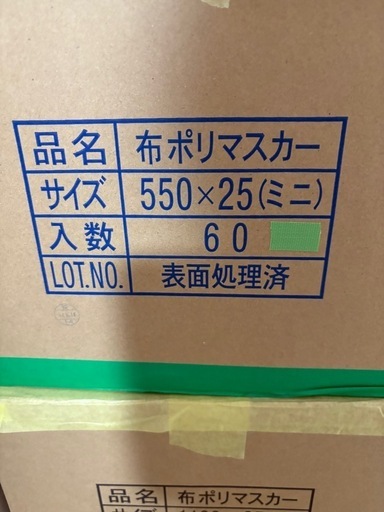 品名 布ポリマスカー
サイズ 550×25(ミニ)
入数 60
LOT.NO. 表面処理済
品名 布ポリマスカー